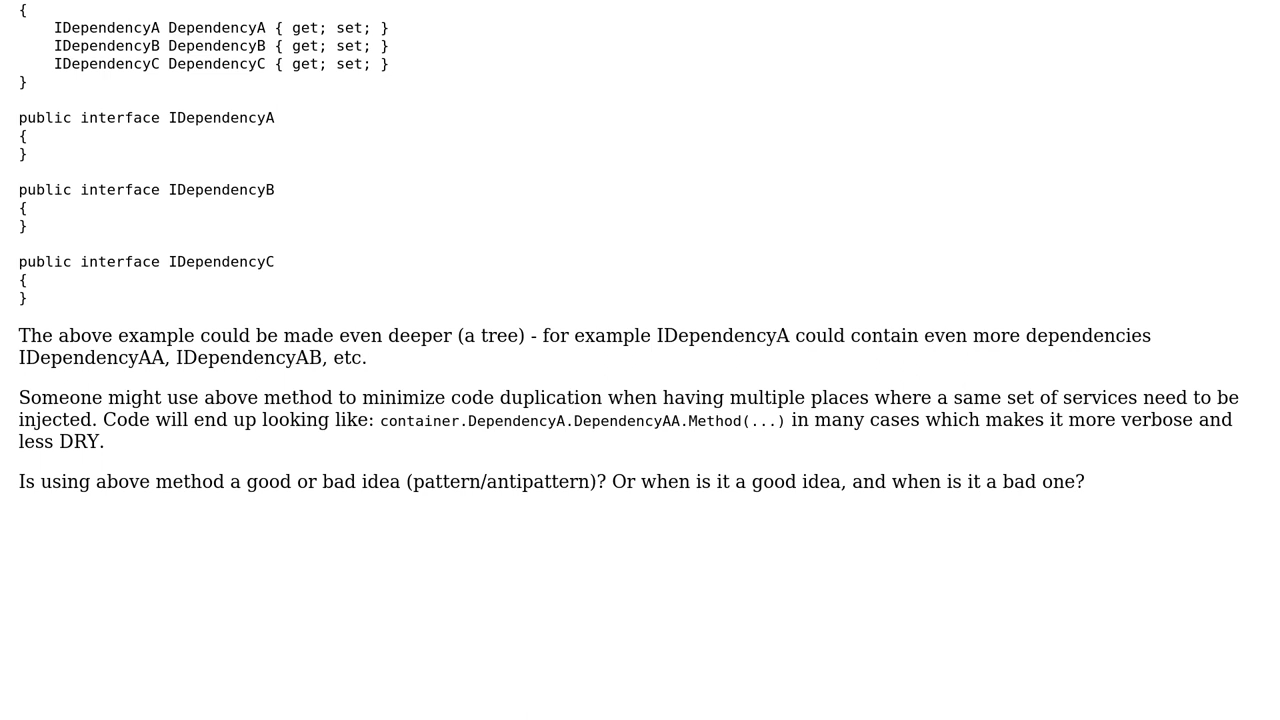 {
    IDependencyA DependencyA { get; set; }
    IDependencyB DependencyB { get; set; }
    IDependencyC DependencyC { get; set; }
}

public interface IDependencyA
{
}

public interface IDependencyB
{
}

public interface IDependencyC
{
}

The above example could be made even deeper (a tree) - for example IDependencyA could contain even more dependencies
IDependencyAA, IDependencyAB, etc.

Someone might use above method to minimize code duplication when having multiple places where a same set of services need to be
injected. Code will end up looking like: container.DependencyA.DependencyAA.Method(...) in many cases which makes it more verbose and
less DRY.

Is using above method a good or bad idea (pattern/antipattern)? Or when is it a good idea, and when is it a bad one?